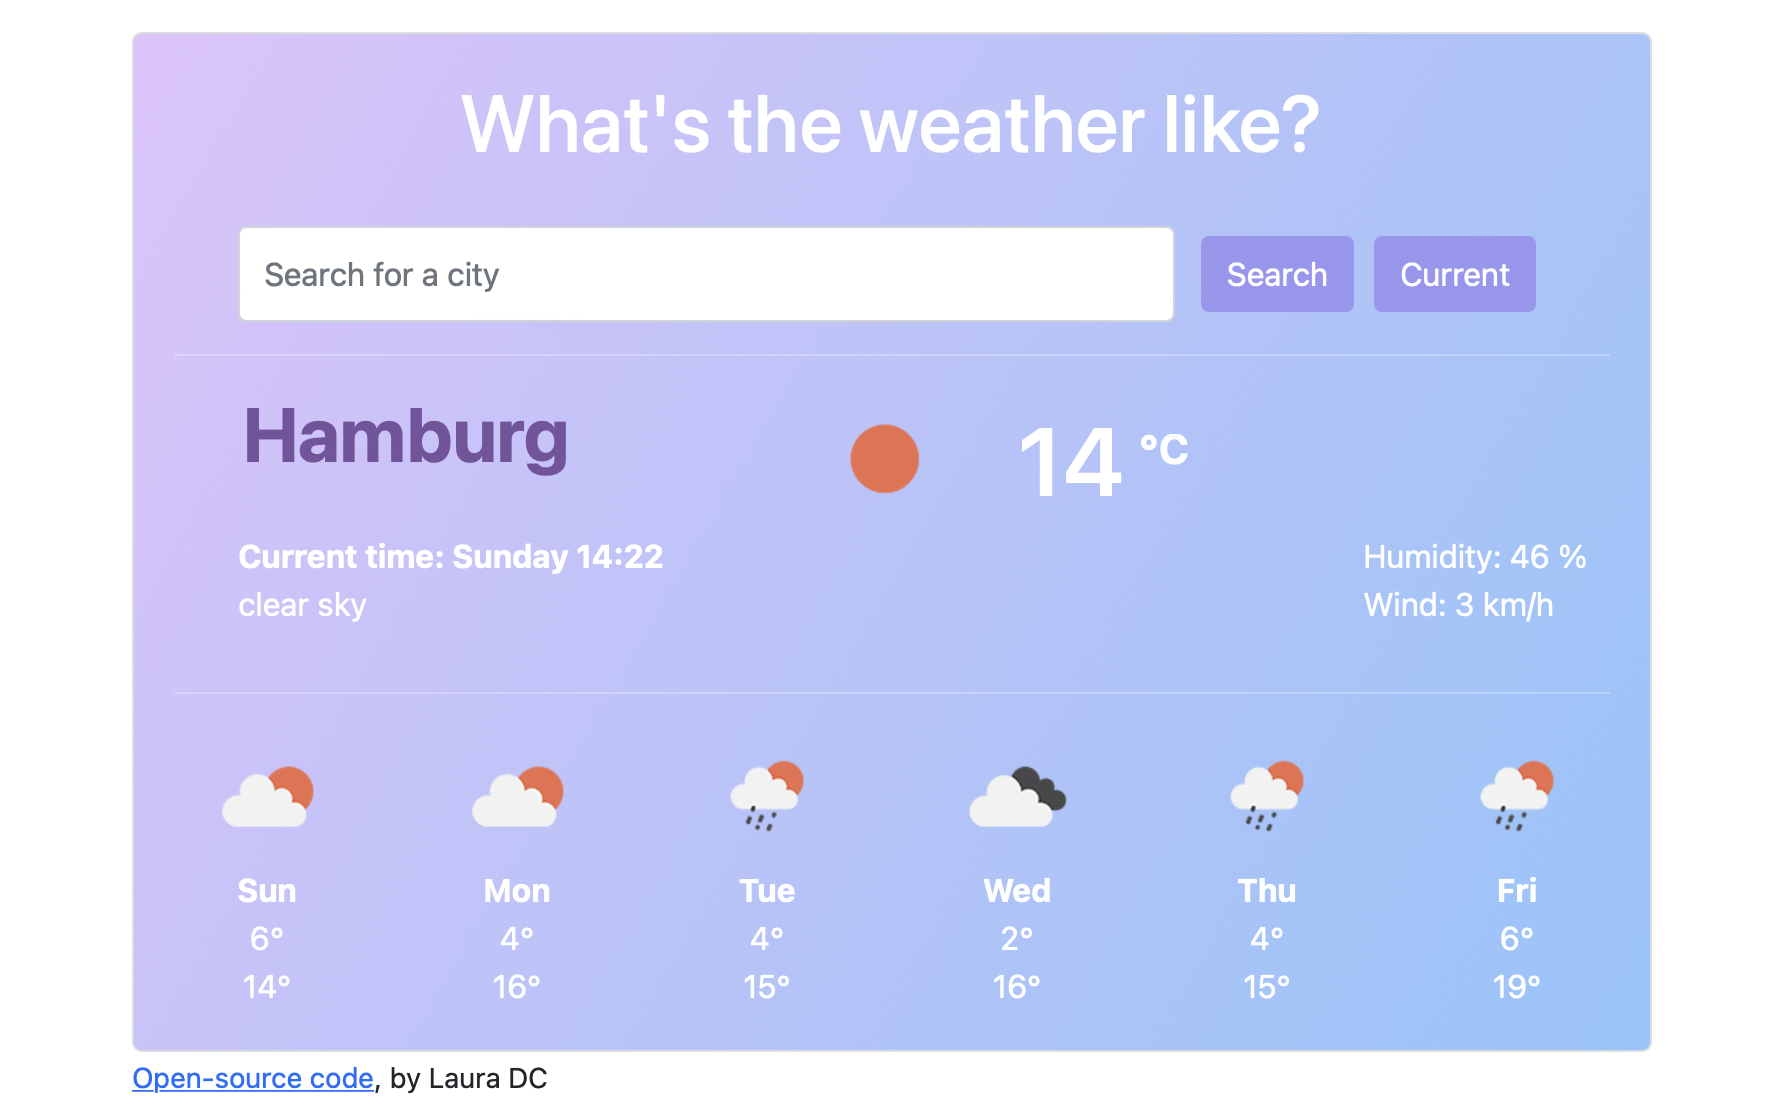 What's the weather like?
Search for a city
Search
Current
Hamburg
14 °C
Current time: Sunday 14:22
clear sky
Humidity: 46 %
Wind: 3 km/h
Sun Mon Tue Wed Thu Fri
6° 4° 4° 2° 4° 6°
14° 16° 15° 16° 15° 19°
Open-source code, by Laura DC